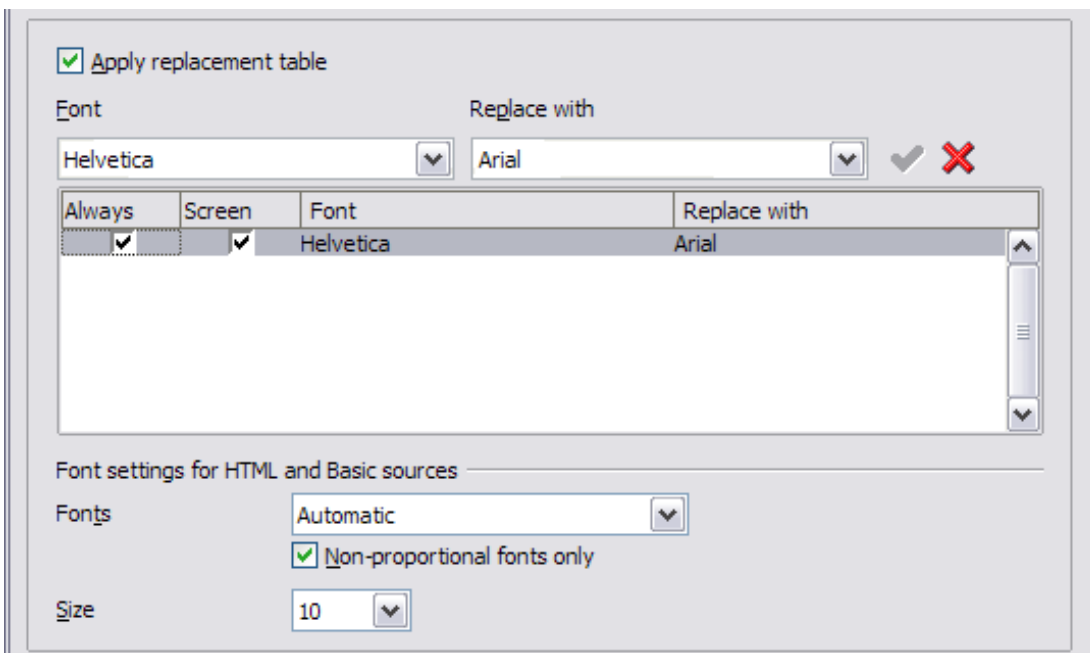 Apply replacement table
Font Replace with
Helvetica Arial
Always Screen Font Replace with
Helvetica Arial
Font settings for HTML and Basic sources
Fonts Automatic
Non-proportional fonts only
Size 10